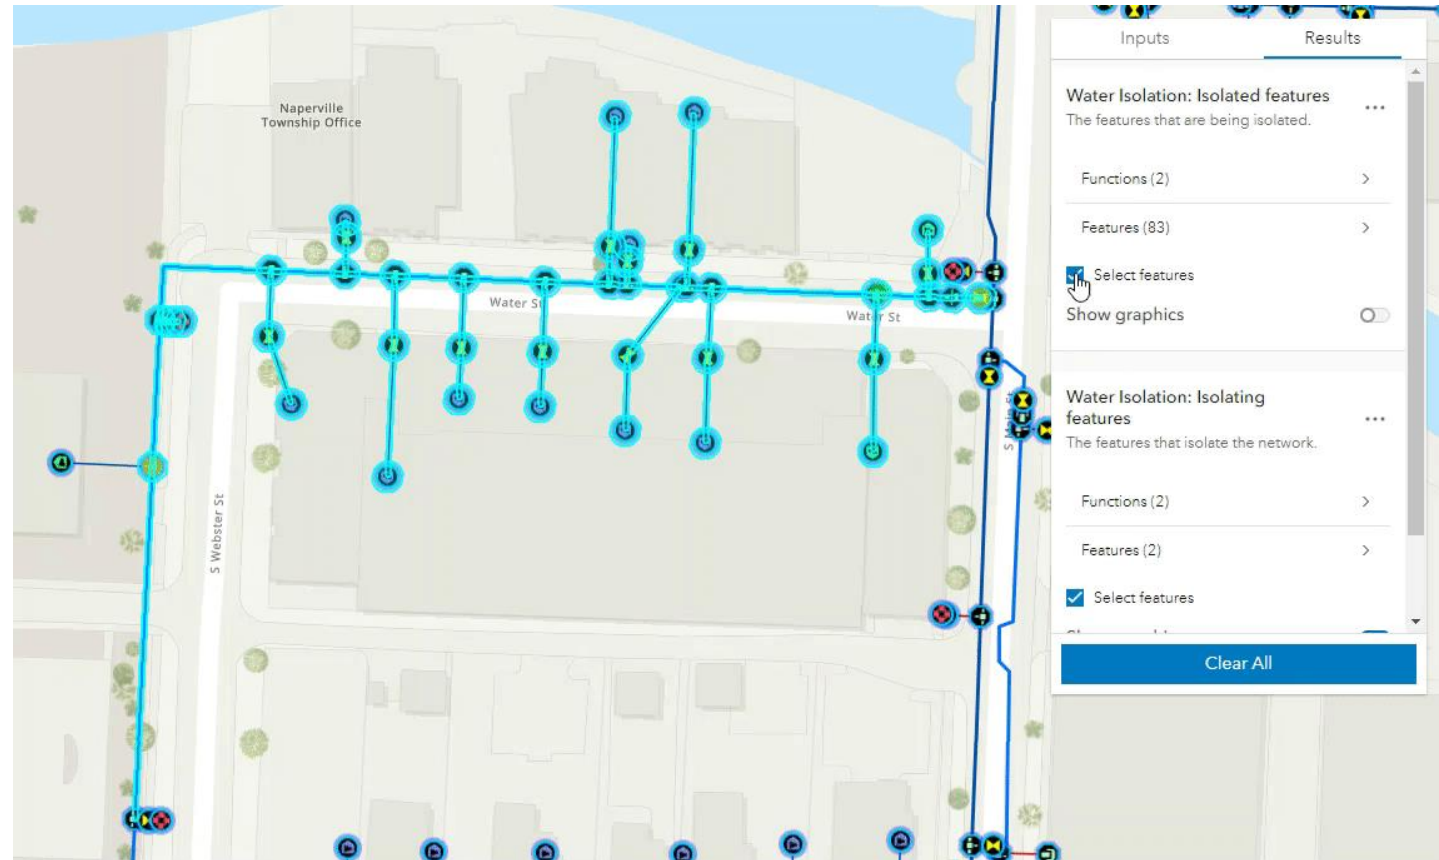 Inputs
Results
Water Isolation: Isolated features
The features that are being isolated.
Functions (2)
Features (83)
Select features
Show graphics
Water Isolation: Isolating
features
The features that isolate the network.
Functions (2)
Features (2)
Select features
Clear All
Naperville
Township Office
Water St
Water St
S Main St
S Webster St